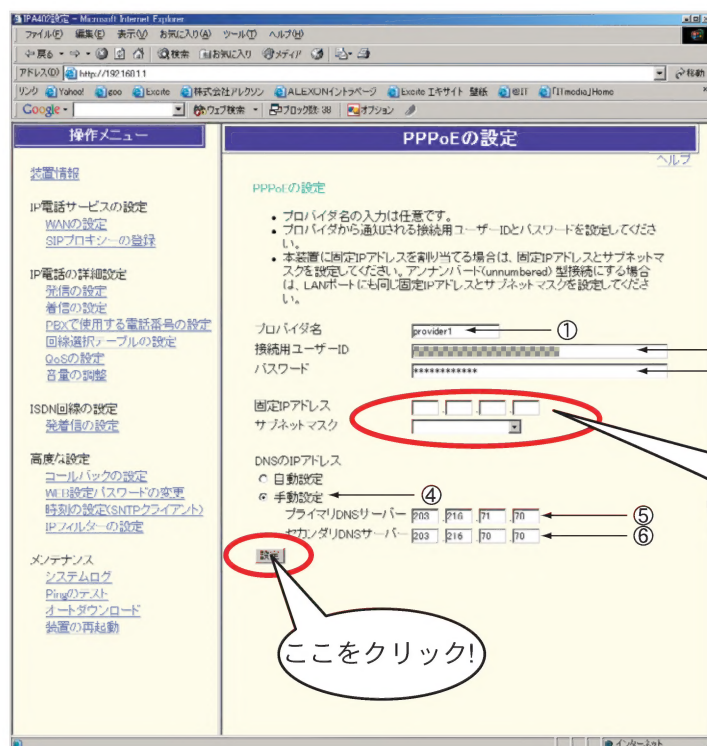 IPA402設定 - Microsoft Internet Explorer
ファイル(F) 編集(E) 表示(V) お気に入り(A) ツール(T) ヘルプ(H)
戻る 検索 お気に入り メディア
アドレス(D) http://192.168.0.1.1 移動
リンク Yahoo! goo Excite 株式会社アレクソン ALEXONイントラページ Excite エキサイト 壁紙 @IT 「ITmedia」Home
Google ウェブ検索 ブロック数: 38 オプション
操作メニュー
装置情報
IP電話サービスの設定
WANの設定
SIPプロキシーの登録
IP電話の詳細設定
発信の設定
着信の設定
PBXで使用する電話番号の設定
回線選択テーブルの設定
QoSの設定
音量の調整
ISDN回線の設定
発着信の設定
高度な設定
コールバックの設定
WEB設定パスワードの変更
時刻の設定(SNTPクライアント)
IPフィルターの設定
メンテナンス
システムログ
Pingのテスト
オートダウンロード
装置の再起動
PPPoEの設定
ヘルプ
PPPoEの設定
• プロバイダ名の入力は任意です。
• プロバイダから通知される接続用ユーザーIDとパスワードを設定してくださ
い。
• 本装置に固定IPアドレスを割り当てる場合は、固定IPアドレスとサブネットマ
スクを設定してください。アンナンバード(unnumbered) 型接続にする場合
は、LANポートにも同じ固定IPアドレスとサブネットマスクを設定してくださ
い。
プロバイダ名 provider1 ①
接続用ユーザーID
パスワード ************
固定IPアドレス . . .
サブネットマスク
DNSのIPアドレス
自動設定
手動設定 ④
プライマリDNSサーバー 203 .216 .71 .70 ⑤
セカンダリDNSサーバー 203 .216 .70 .70 ⑥
設定
ここをクリック!
インターネット